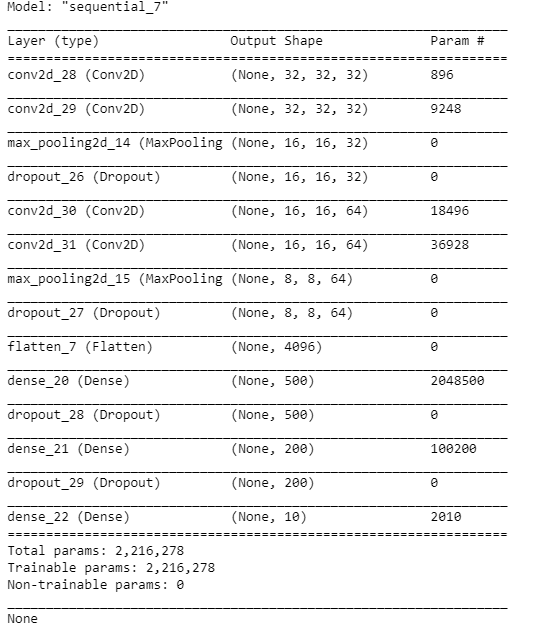 Model: "sequential_7"
Layer (type) Output Shape Param #
conv2d_28 (Conv2D) (None, 32, 32, 32) 896
conv2d_29 (Conv2D) (None, 32, 32, 32) 9248
max_pooling2d_14 (MaxPooling (None, 16, 16, 32) 0
dropout_26 (Dropout) (None, 16, 16, 32) 0
conv2d_30 (Conv2D) (None, 16, 16, 64) 18496
conv2d_31 (Conv2D) (None, 16, 16, 64) 36928
max_pooling2d_15 (MaxPooling (None, 8, 8, 64) 0
dropout_27 (Dropout) (None, 8, 8, 64) 0
flatten_7 (Flatten) (None, 4096) 0
dense_20 (Dense) (None, 500) 2048500
dropout_28 (Dropout) (None, 500) 0
dense_21 (Dense) (None, 200) 100200
dropout_29 (Dropout) (None, 200) 0
dense_22 (Dense) (None, 10) 2010
Total params: 2,216,278
Trainable params: 2,216,278
Non-trainable params: 0
None